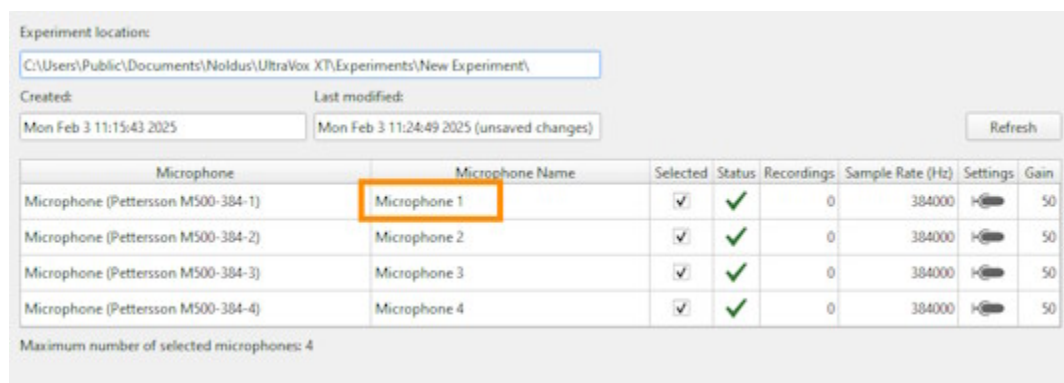 Experiment location:
C:\Users\Public\Documents\Noldus\UltraVox XT\Experiments\New Experiment\
Created: Last modified:
Mon Feb 3 11:15:43 2025 Mon Feb 3 11:24:49 2025 (unsaved changes) Refresh
Microphone Microphone Name Selected Status Recordings Sample Rate (Hz) Settings Gain
Microphone (Pettersson M500-384-1) Microphone 1 0 384000 50
Microphone (Pettersson M500-384-2) Microphone 2 0 384000 50
Microphone (Pettersson M500-384-3) Microphone 3 0 384000 50
Microphone (Pettersson M500-384-4) Microphone 4 0 384000 50
Maximum number of selected microphones: 4